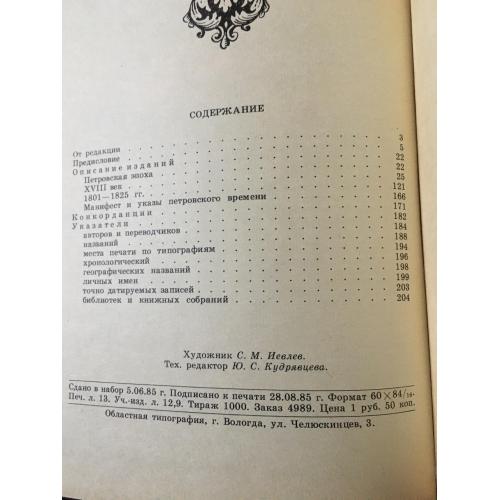 СОДЕРЖАНИЕ
От редакции . . . 3
Предисловие . . . 5
Описание изданий . . . 22
Петровская эпоха . . . 22
XVIII век . . . 25
1801—1825 гг. . . . 121
Манифест и указы петровского времени . . . 166
Конкорданции . . . 171
Указатели . . . 182
авторов и переводчиков . . . 184
названий . . . 188
места печати по типографиям . . . 194
хронологический . . . 196
географических названий . . . 198
личных имен . . . 199
точно датируемых записей . . . 203
библиотек и книжных собраний . . . 204
Художник С. М. Иевлев.
Тех. редактор Ю. С. Кудрявцева.
Сдано в набор 5.06.85 г. Подписано к печати 28.08.85 г. Формат 60×84/16.
Печ. л. 13. Уч.-изд. л. 12,9. Тираж 1000. Заказ 4989. Цена 1 руб. 50 коп.
Областная типография, г. Вологда, ул. Челюскинцев, 3.